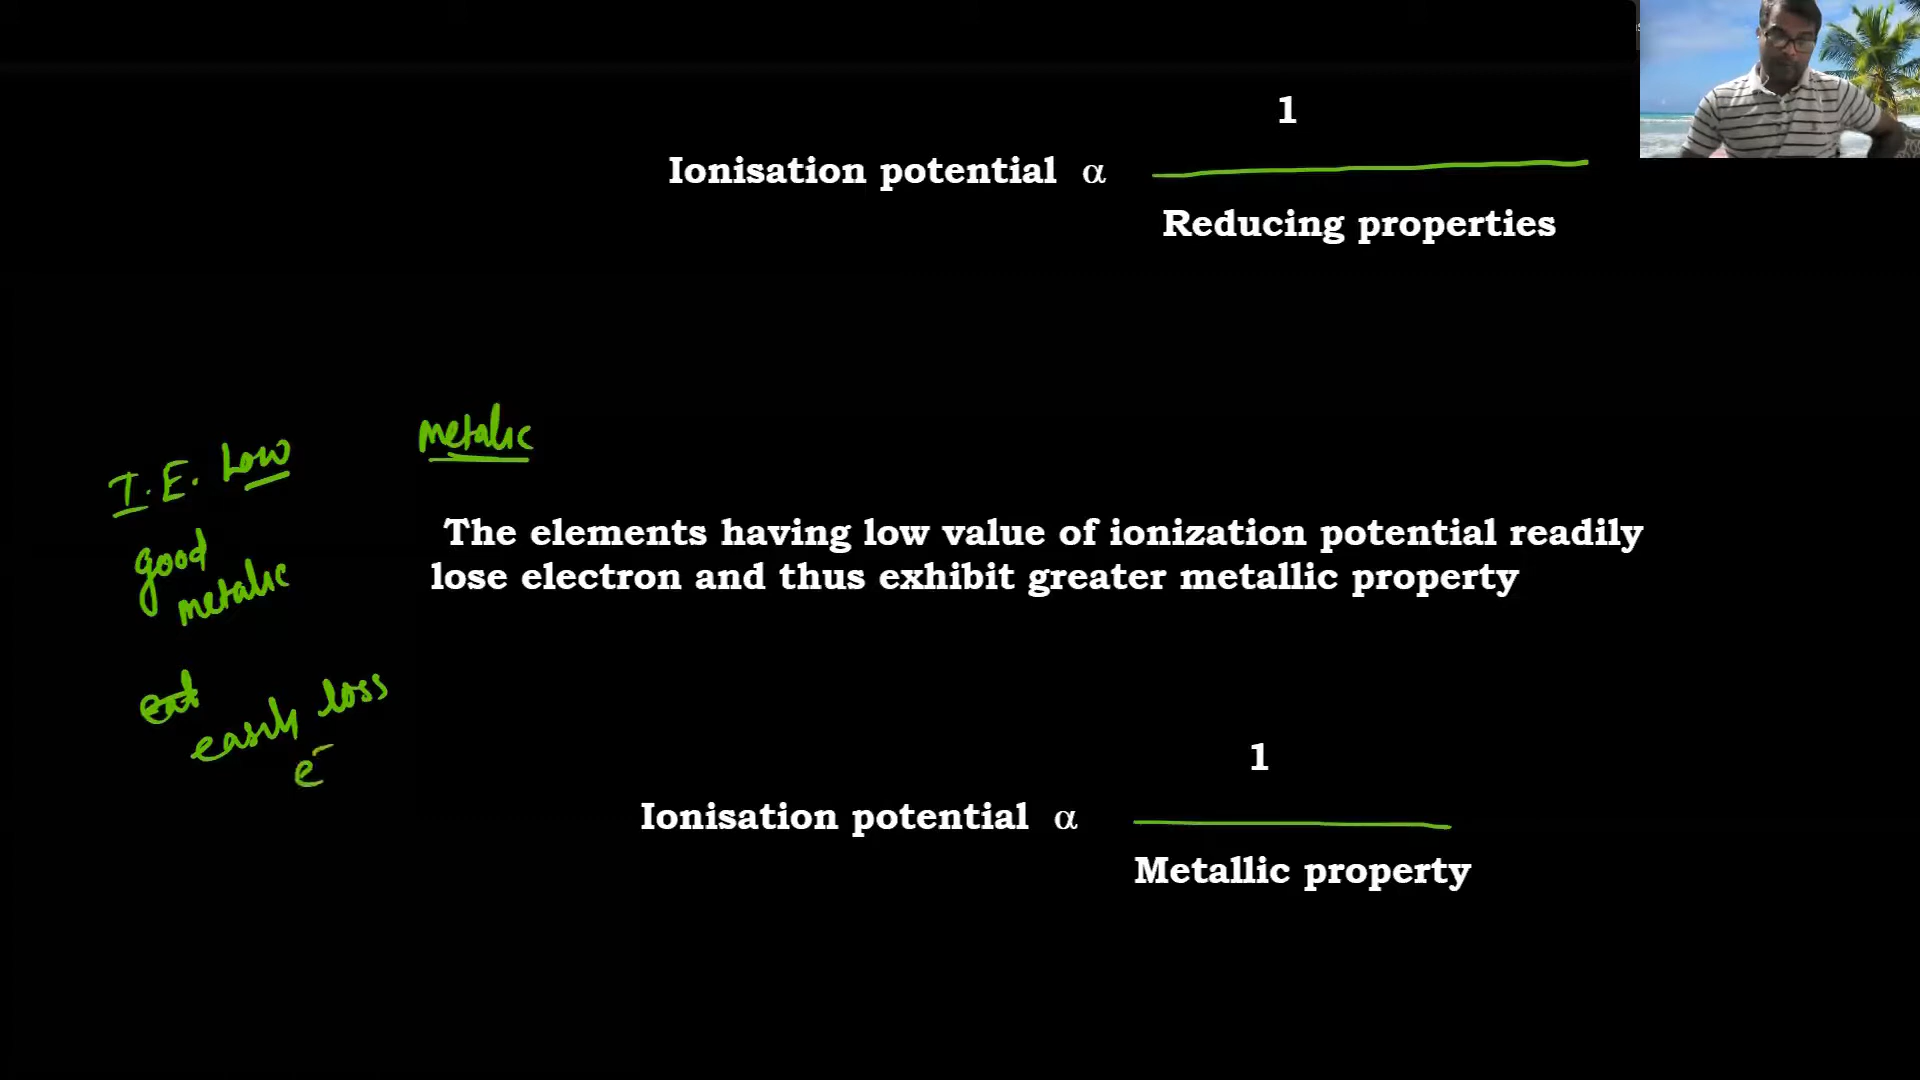 1
Ionisation potential α
Reducing properties
metalic
I.E. Low
good
metalic
The elements having low value of ionization potential readily
lose electron and thus exhibit greater metallic property
easily loss
e⁻
1
Ionisation potential α
Metallic property